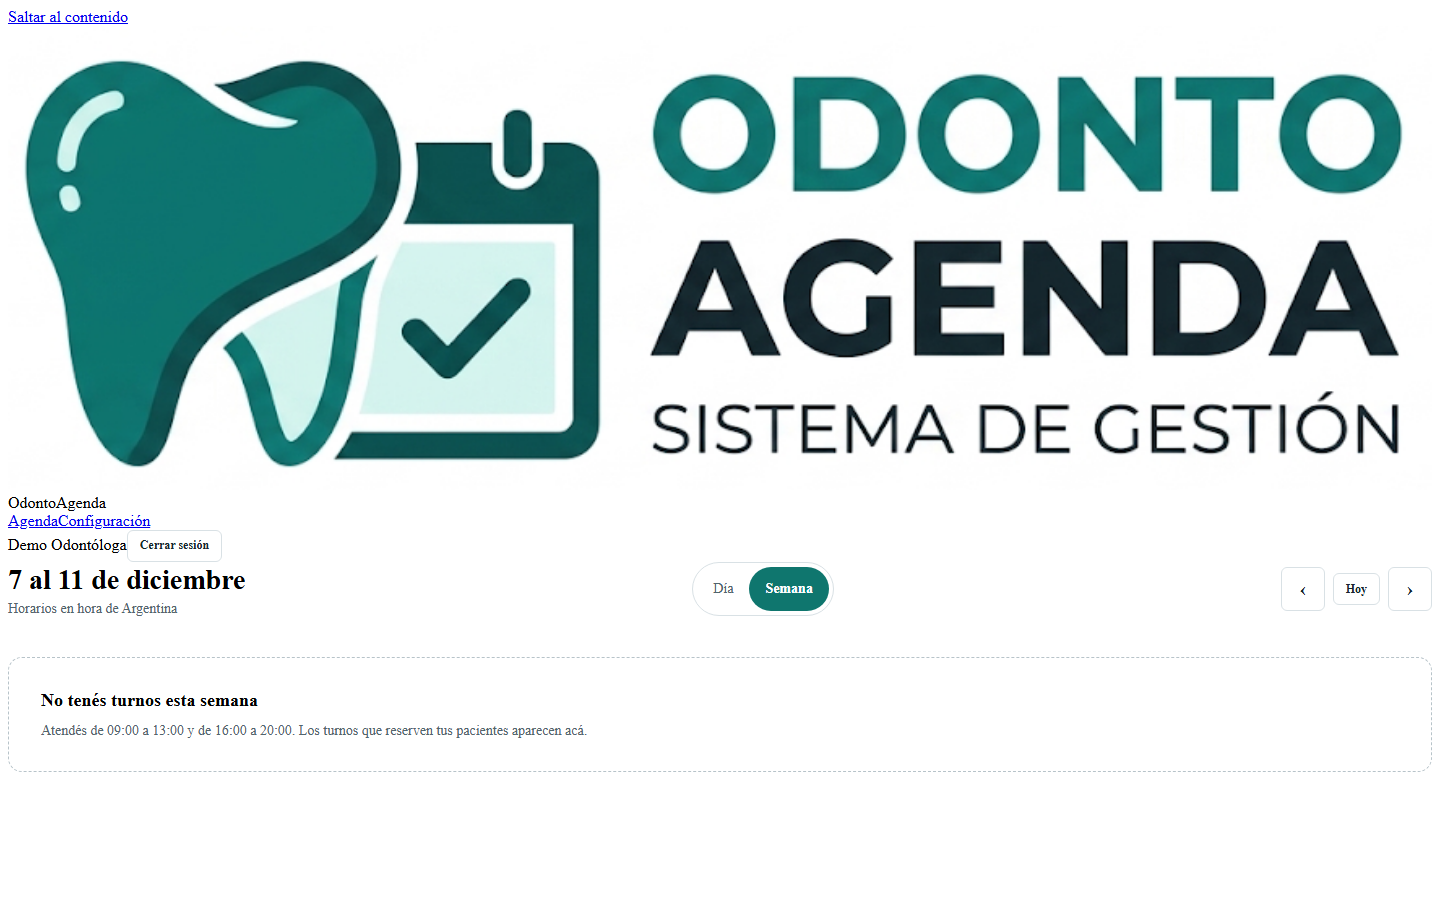 Saltar al contenido
ODONTO
AGENDA
SISTEMA DE GESTIÓN
OdontoAgenda
AgendaConfiguración
Demo Odontóloga Cerrar sesión
7 al 11 de diciembre
Horarios en hora de Argentina
Día Semana
‹ Hoy ›
No tenés turnos esta semana
Atendés de 09:00 a 13:00 y de 16:00 a 20:00. Los turnos que reserven tus pacientes aparecen acá.